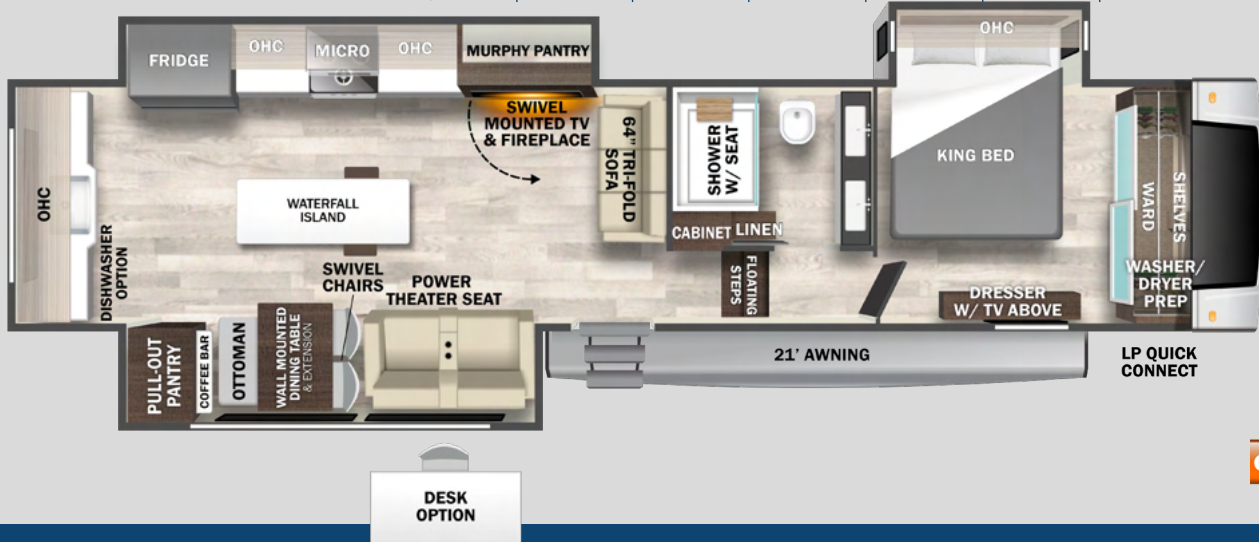 OHC
FRIDGE
OHC
MICRO
OHC
MURPHY PANTRY
SWIVEL
MOUNTED TV
& FIREPLACE
64" TRI-FOLD
SOFA
SHOWER
W/ SEAT
CABINET
LINEN
FLOATING
STEPS
OHC
KING BED
WARD
SHELVES
WASHER/
DRYER
PREP
DRESSER
W/ TV ABOVE
WATERFALL
ISLAND
DISHWASHER
OPTION
SWIVEL
CHAIRS
POWER
THEATER SEAT
PULL-OUT
PANTRY
COFFEE BAR
OTTOMAN
WALL MOUNTED
DINING TABLE
& EXTENSION
21' AWNING
LP QUICK
CONNECT
DESK
OPTION